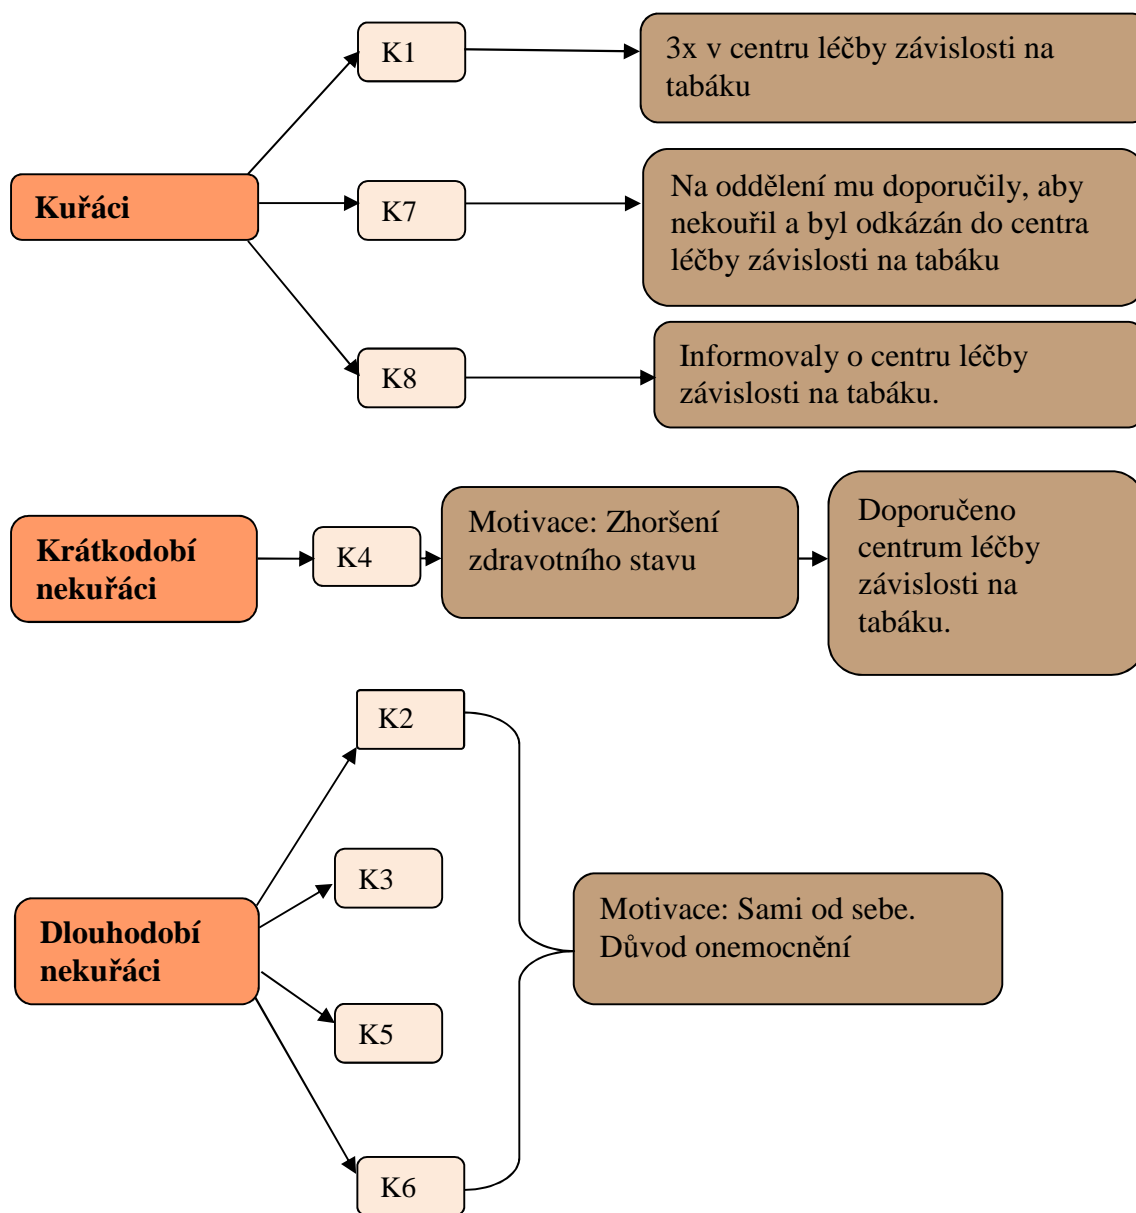 K1
3x v centru léčby závislosti na
tabáku
Kuřáci
K7
Na oddělení mu doporučily, aby
nekouřil a byl odkázán do centra
léčby závislosti na tabáku
K8
Informovaly o centru léčby
závislosti na tabáku.
Krátkodobí
nekuřáci
K4
Motivace: Zhoršení
zdravotního stavu
Doporučeno
centrum léčby
závislosti na
tabáku.
K2
K3
Dlouhodobí
nekuřáci
K5
K6
Motivace: Sami od sebe.
Důvod onemocnění